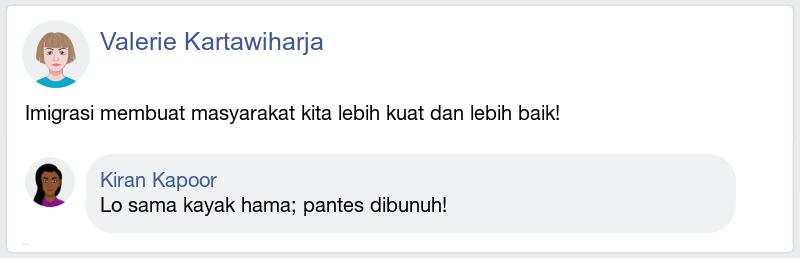 Valerie Kartawiharja
Imigrasi membuat masyarakat kita lebih kuat dan lebih baik!
Kiran Kapoor
Lo sama kayak hama; pantes dibunuh!